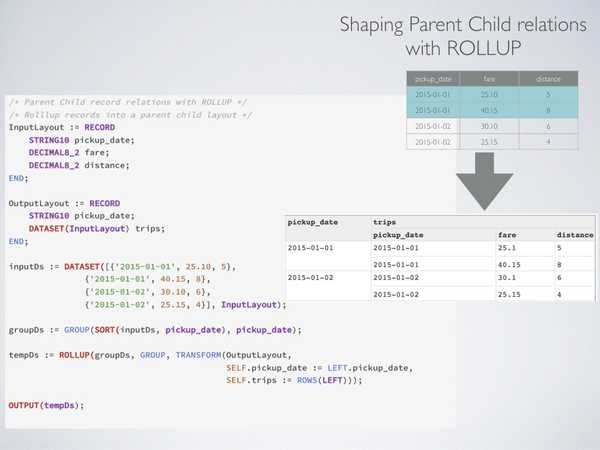 Shaping Parent Child relations
with ROLLUP
pickup_date fare distance
2015-01-01 25.10 5
2015-01-01 40.15 8
2015-01-02 30.10 6
2015-01-02 25.15 4
/* Parent Child record relations with ROLLUP */
/* Rolllup records into a parent child layout */
InputLayout := RECORD
STRING10 pickup_date;
DECIMAL8_2 fare;
DECIMAL8_2 distance;
END;
OutputLayout := RECORD
STRING10 pickup_date;
DATASET(InputLayout) trips;
END;
inputDs := DATASET([{'2015-01-01', 25.10, 5},
{'2015-01-01', 40.15, 8},
{'2015-01-02', 30.10, 6},
{'2015-01-02', 25.15, 4}], InputLayout);
groupDs := GROUP(SORT(inputDs, pickup_date), pickup_date);
tempDs := ROLLUP(groupDs, GROUP, TRANSFORM(OutputLayout,
SELF.pickup_date := LEFT.pickup_date,
SELF.trips := ROWS(LEFT)));
OUTPUT(tempDs);
pickup_date trips
pickup_date fare distance
2015-01-01 2015-01-01 25.1 5
2015-01-01 40.15 8
2015-01-02 2015-01-02 30.1 6
2015-01-02 25.15 4